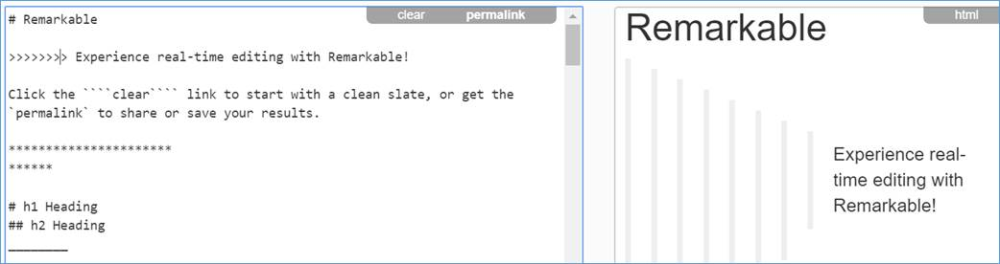 clear permalink
# Remarkable
>>>>>>>> Experience real-time editing with Remarkable!
Click the ````clear```` link to start with a clean slate, or get the
`permalink` to share or save your results.
**********************
******
# h1 Heading
## h2 Heading
________
html
Remarkable
Experience real-
time editing with
Remarkable!